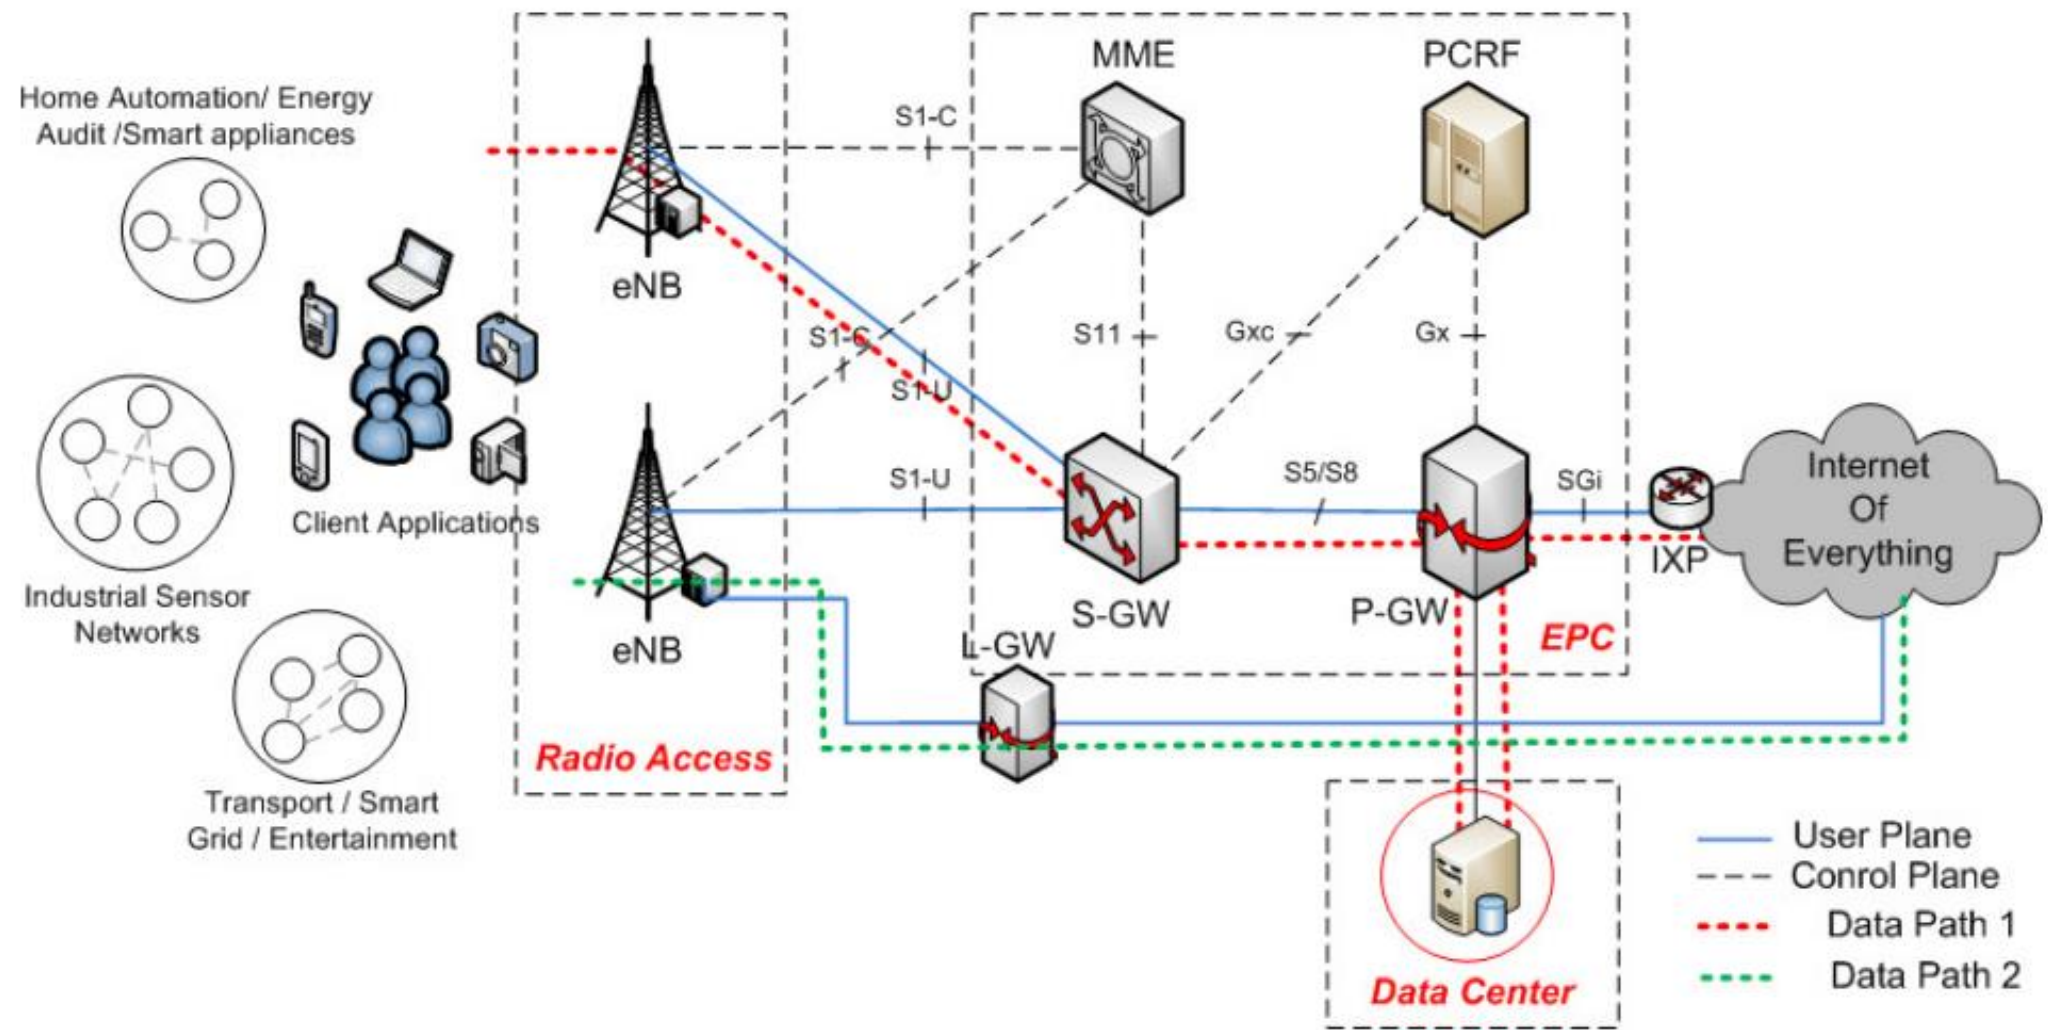 MME
PCRF
Home Automation/ Energy
Audit /Smart appliances
S1-C
eNB
S1-C
S11
Gxc
Gx
S1-U
Client Applications
S1-U
S5/S8
SGi
Internet
Of
Everything
IXP
Industrial Sensor
Networks
eNB
S-GW
P-GW
EPC
L-GW
Radio Access
Transport / Smart
Grid / Entertainment
Data Center
User Plane
Conrol Plane
Data Path 1
Data Path 2